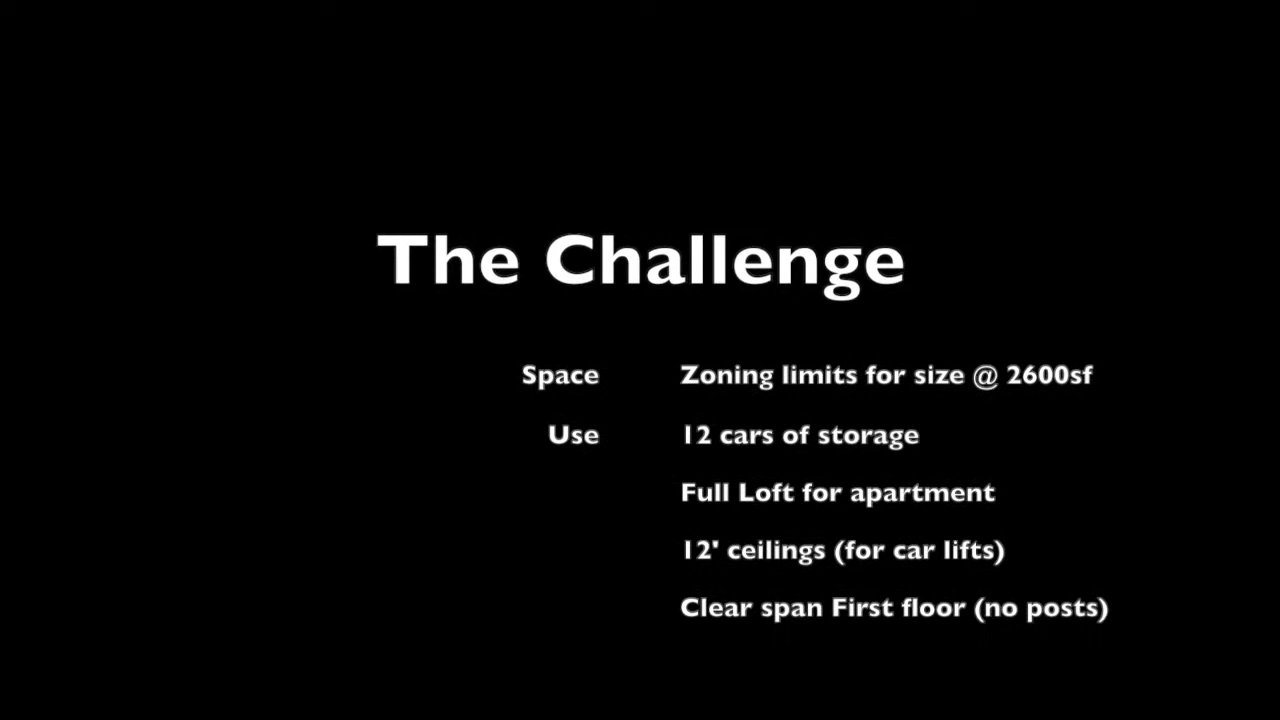 The Challenge
Space Zoning limits for size @ 2600sf
Use 12 cars of storage
Full Loft for apartment
12' ceilings (for car lifts)
Clear span First floor (no posts)